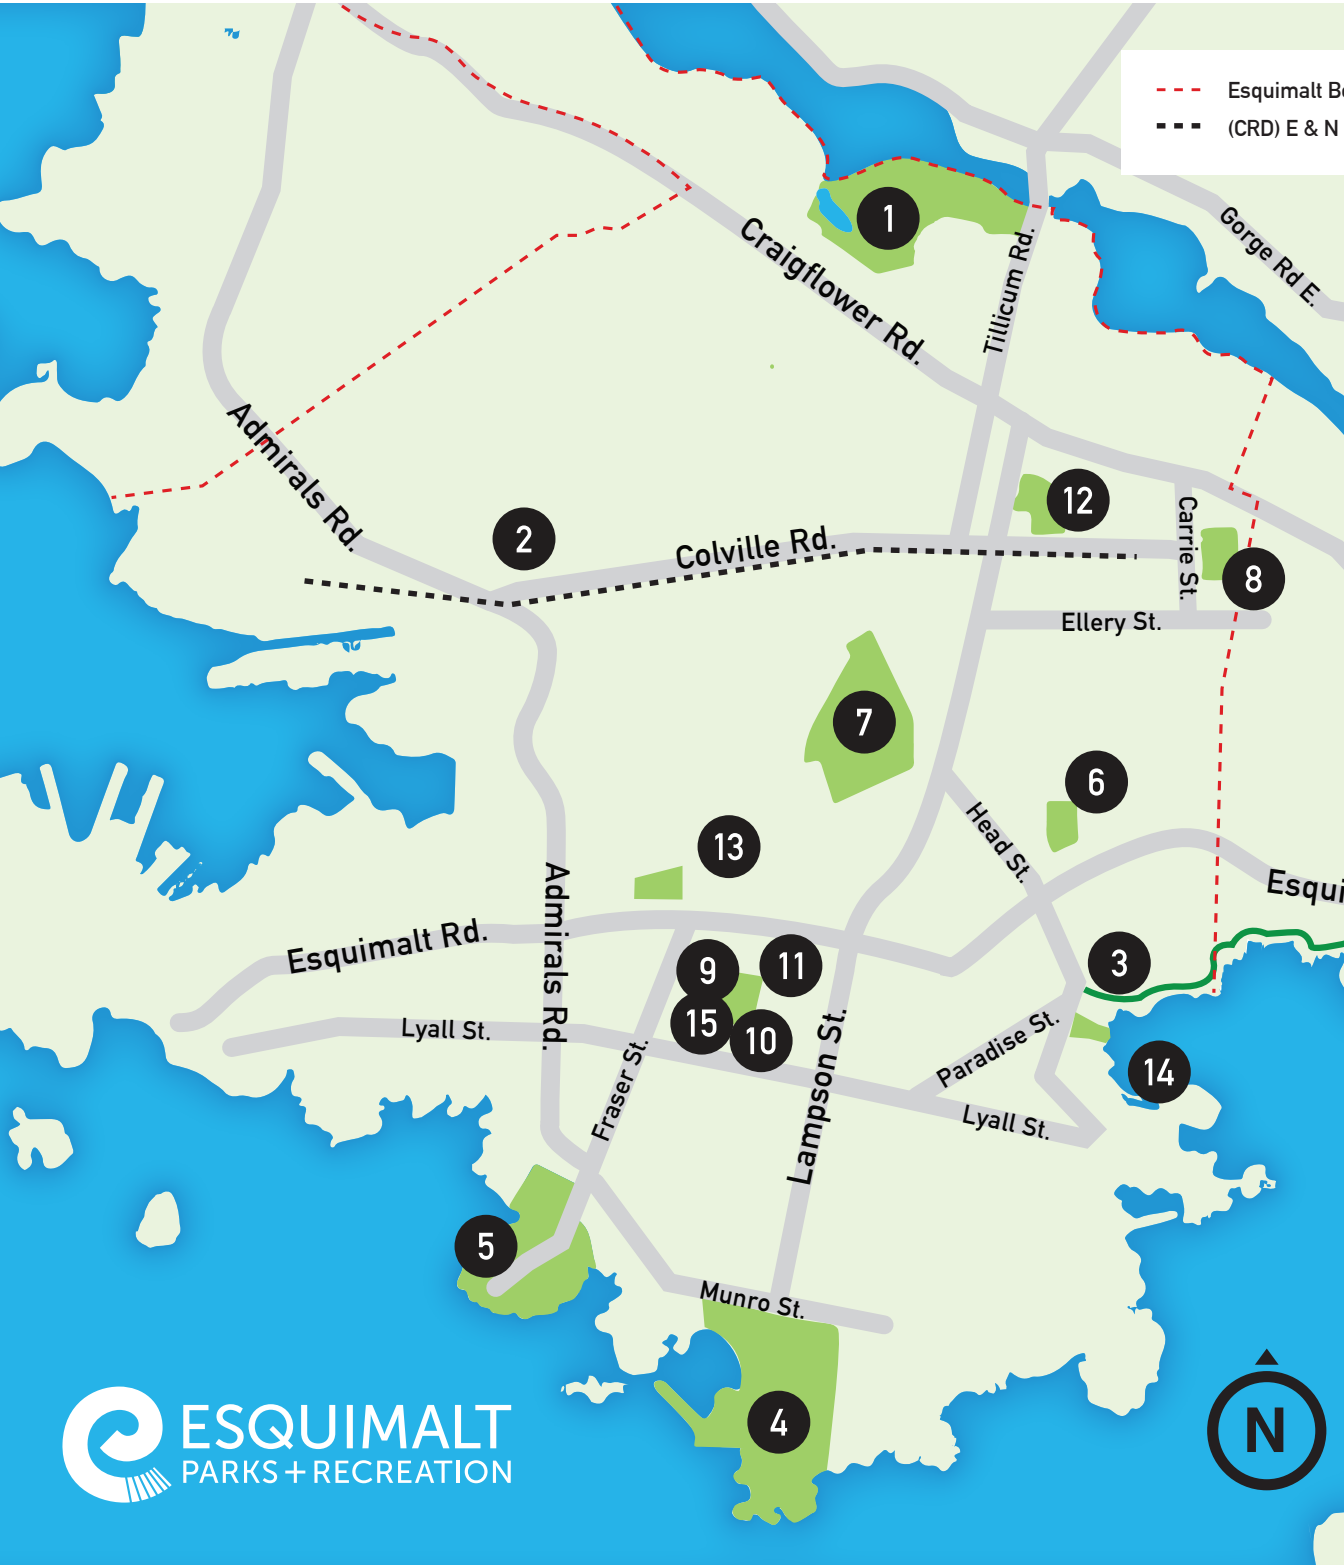 Esquimalt Bo
(CRD) E & N
1
Gorge Rd E.
Craigflower Rd.
Tillicum Rd.
Admirals Rd.
12
2
Colville Rd.
Carrie St.
8
Ellery St.
7
6
Head St.
13
Esqui
Admirals Rd.
Esquimalt Rd.
9
11
3
15
10
Lyall St.
Fraser St.
Lampson St.
Paradise St.
14
Lyall St.
5
Munro St.
4
N
ESQUIMALT
PARKS+RECREATION